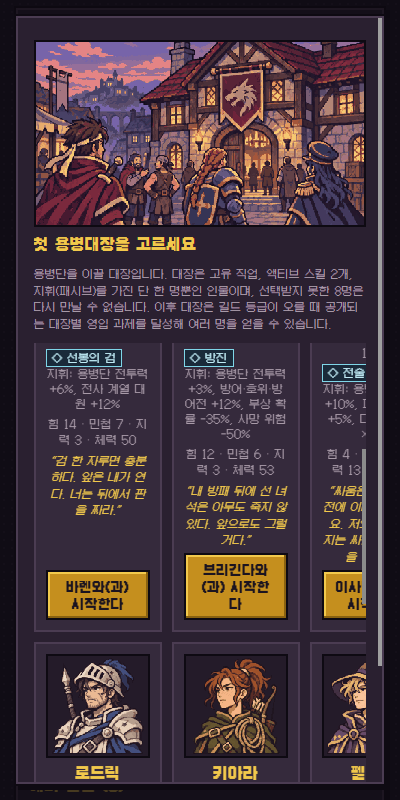 첫 용병대장을 고르세요
용병단을 이끌 대장입니다. 대장은 고유 직업, 액티브 스킬 2개,
지휘(패시브)를 가진 단 한 명뿐인 인물이며, 선택받지 못한 8명은
다시 만날 수 없습니다. 이후 대장은 길드 등급이 오를 때 공개되
는 대장별 영입 과제를 달성해 여러 명을 얻을 수 있습니다.
◇ 선봉의 검
지휘: 용병단 전투력
+6%, 전사 계열 대
원 +12%
힘 14 · 민첩 7 · 지
력 3 · 체력 50
"검 한 자루면 충분
하다. 앞은 내가 연
다. 너는 뒤에서 판
을 짜라."
바렌와(과)
시작한다
◇ 방진
지휘: 용병단 전투력
+3%, 방어·호위·방
어전 +12%, 부상 확
률 -35%, 사망 위험
-50%
힘 12 · 민첩 6 · 지
력 3 · 체력 53
"내 방패 뒤에 선 녀
석은 아무도 죽지 않
았다. 앞으로도 그럴
거다."
브리킨다와
(과) 시작한
다
◇ 전술
지휘: 용
+10%,
+5%,
힘 4 ·
력 13
"싸움은
전에
요. 저
지는 싸
을
이사
시
로드릭
키아라